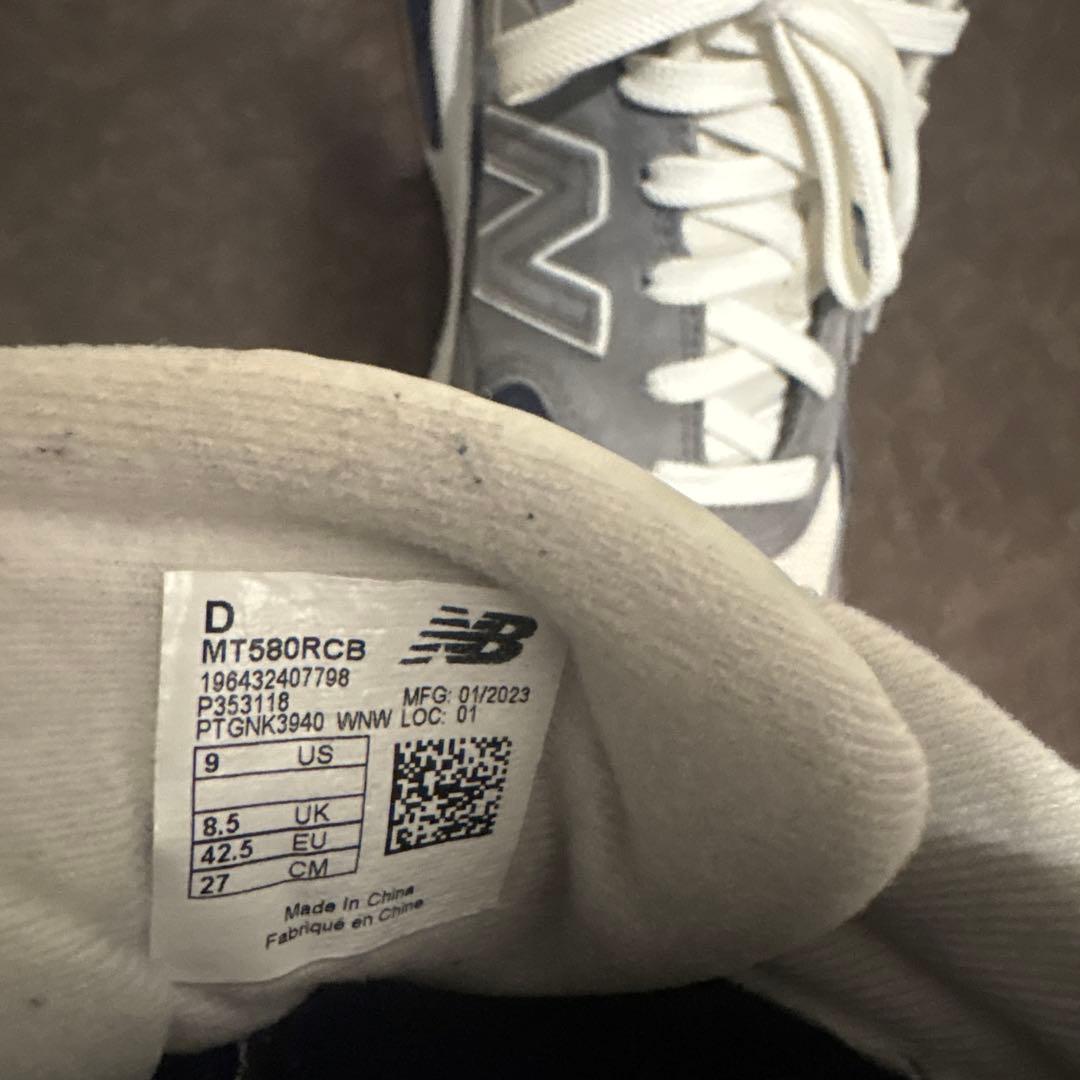 N
D
NB
MT580RCB
196432407798
P353118
MFG: 01/2023
PTGNK3940 WNW LOC: 01
9 US
8.5 UK
42.5 EU
27 CM
Made In China
Fabriqué en Chine